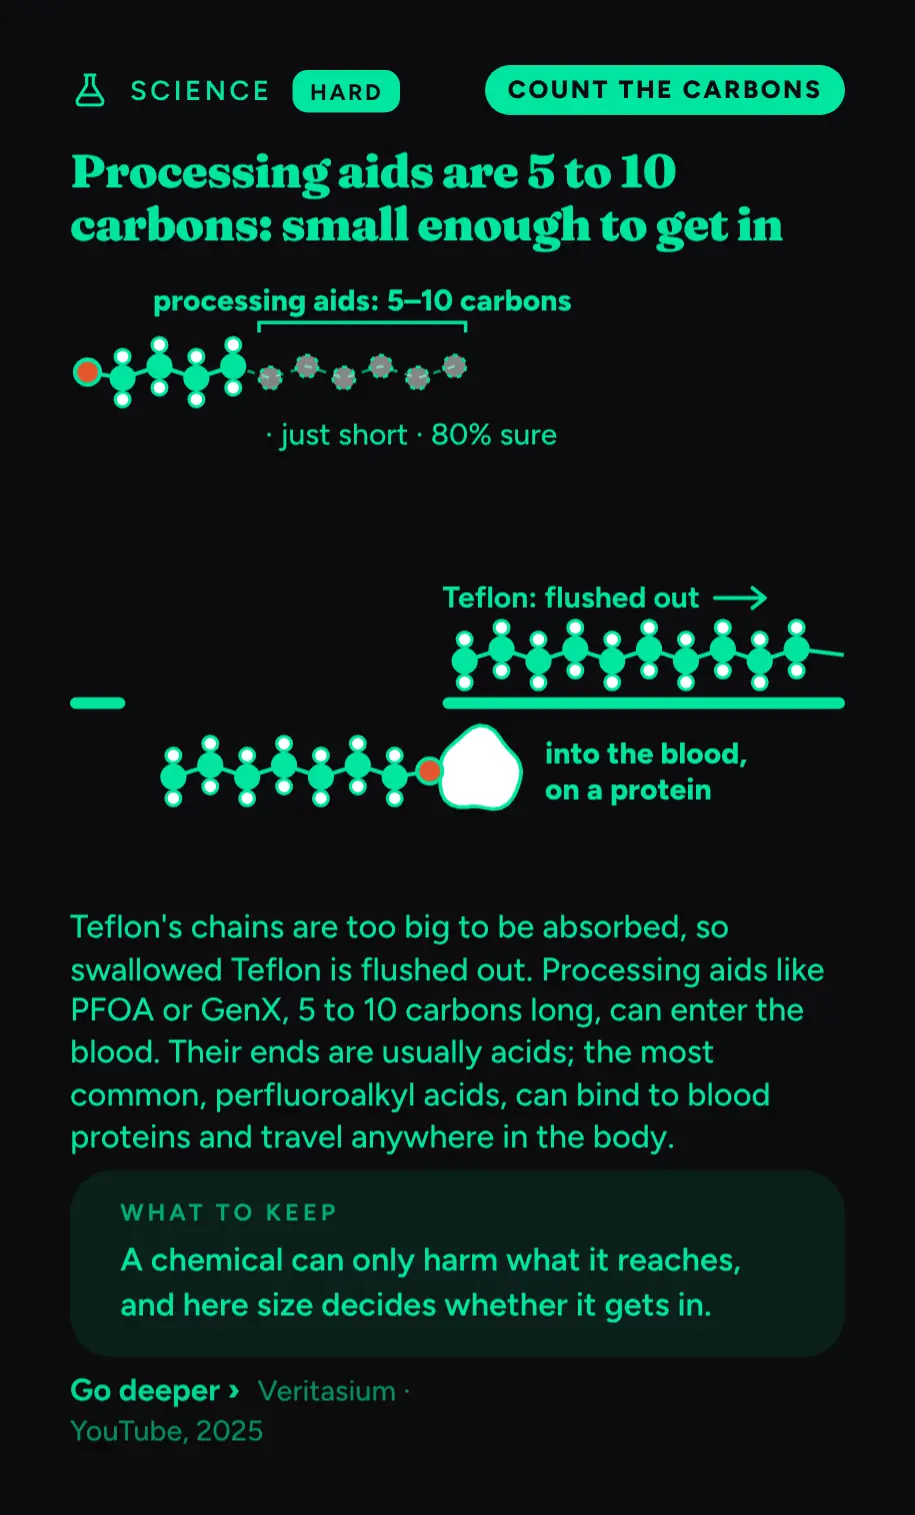 SCIENCE HARD COUNT THE CARBONS
Processing aids are 5 to 10
carbons: small enough to get in
processing aids: 5–10 carbons
· just short · 80% sure
Teflon: flushed out →
into the blood,
on a protein
Teflon's chains are too big to be absorbed, so
swallowed Teflon is flushed out. Processing aids like
PFOA or GenX, 5 to 10 carbons long, can enter the
blood. Their ends are usually acids; the most
common, perfluoroalkyl acids, can bind to blood
proteins and travel anywhere in the body.
WHAT TO KEEP
A chemical can only harm what it reaches,
and here size decides whether it gets in.
Go deeper › Veritasium ·
YouTube, 2025